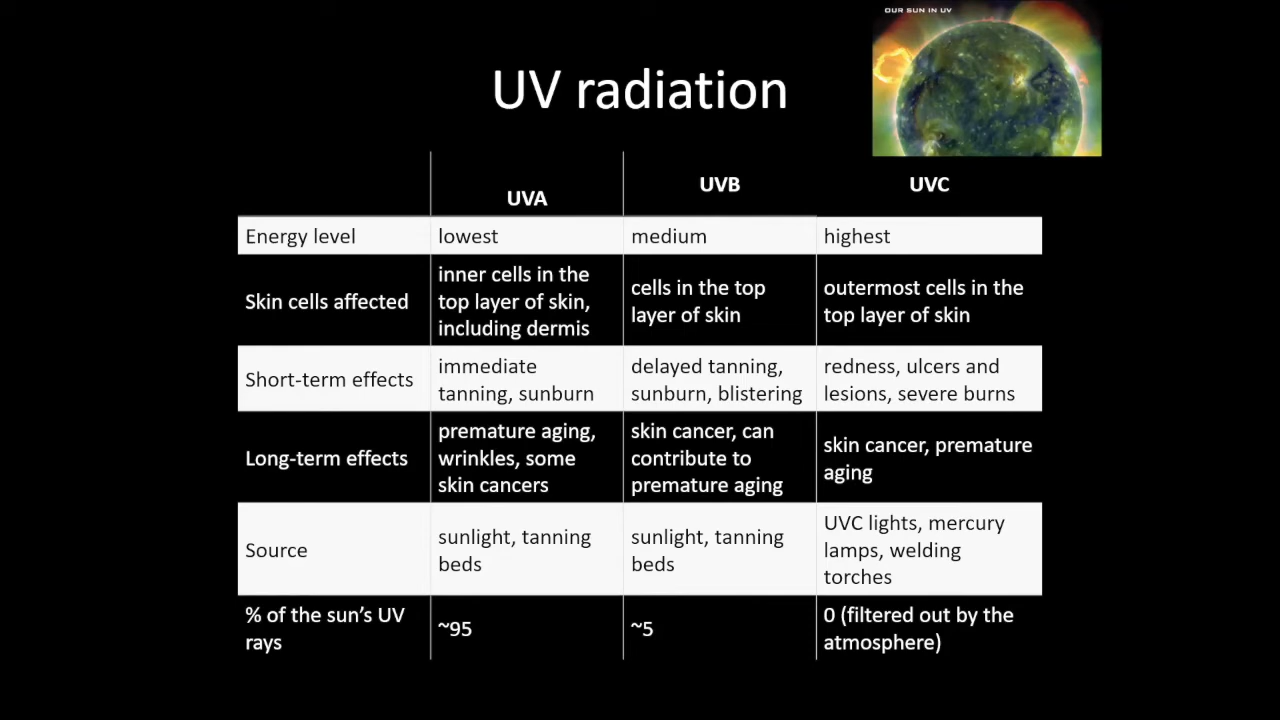 OUR SUN IN UV
UV radiation
UVA
UVB
UVC
Energy level
lowest
medium
highest
Skin cells affected
inner cells in the
top layer of skin,
including dermis
cells in the top
layer of skin
outermost cells in the
top layer of skin
Short-term effects
immediate
tanning, sunburn
delayed tanning,
sunburn, blistering
redness, ulcers and
lesions, severe burns
Long-term effects
premature aging,
wrinkles, some
skin cancers
skin cancer, can
contribute to
premature aging
skin cancer, premature
aging
Source
sunlight, tanning
beds
sunlight, tanning
beds
UVC lights, mercury
lamps, welding
torches
% of the sun’s UV
rays
~95
~5
0 (filtered out by the
atmosphere)